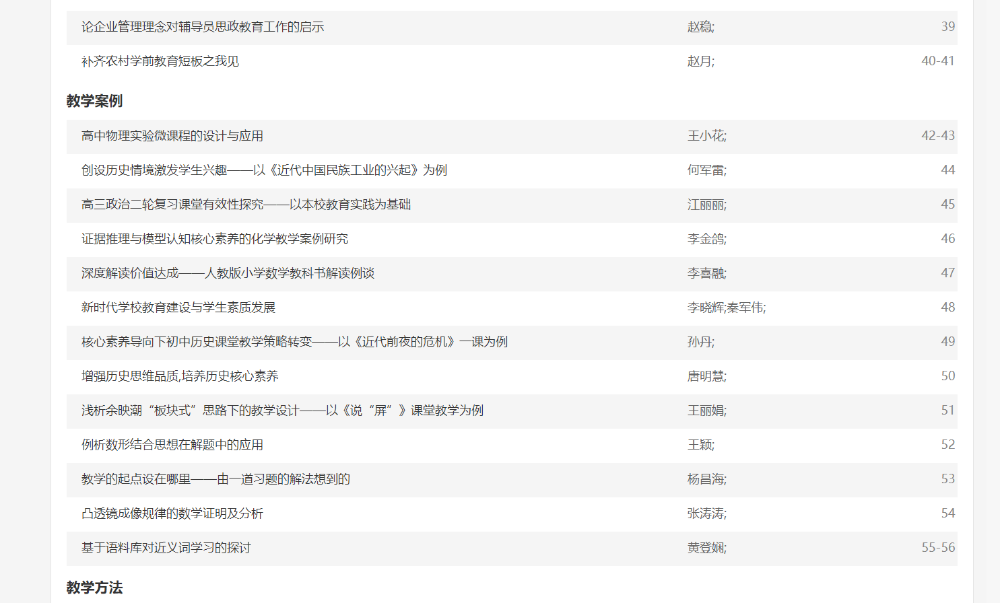 论企业管理理念对辅导员思政教育工作的启示 赵稳; 39
补齐农村学前教育短板之我见 赵月; 40-41
教学案例
高中物理实验微课程的设计与应用 王小花; 42-43
创设历史情境激发学生兴趣——以《近代中国民族工业的兴起》为例 何军雷; 44
高三政治二轮复习课堂有效性探究——以本校教育实践为基础 江丽丽; 45
证据推理与模型认知核心素养的化学教学案例研究 李金鸽; 46
深度解读价值达成——人教版小学数学教科书解读例谈 李喜融; 47
新时代学校教育建设与学生素质发展 李晓辉;秦军伟; 48
核心素养导向下初中历史课堂教学策略转变——以《近代前夜的危机》一课为例 孙丹; 49
增强历史思维品质,培养历史核心素养 唐明慧; 50
浅析余映潮“板块式”思路下的教学设计——以《说“屏”》课堂教学为例 王丽娟; 51
例析数形结合思想在解题中的应用 王颖; 52
教学的起点设在哪里——由一道习题的解法想到的 杨昌海; 53
凸透镜成像规律的数学证明及分析 张涛涛; 54
基于语料库对近义词学习的探讨 黄登娴; 55-56
教学方法